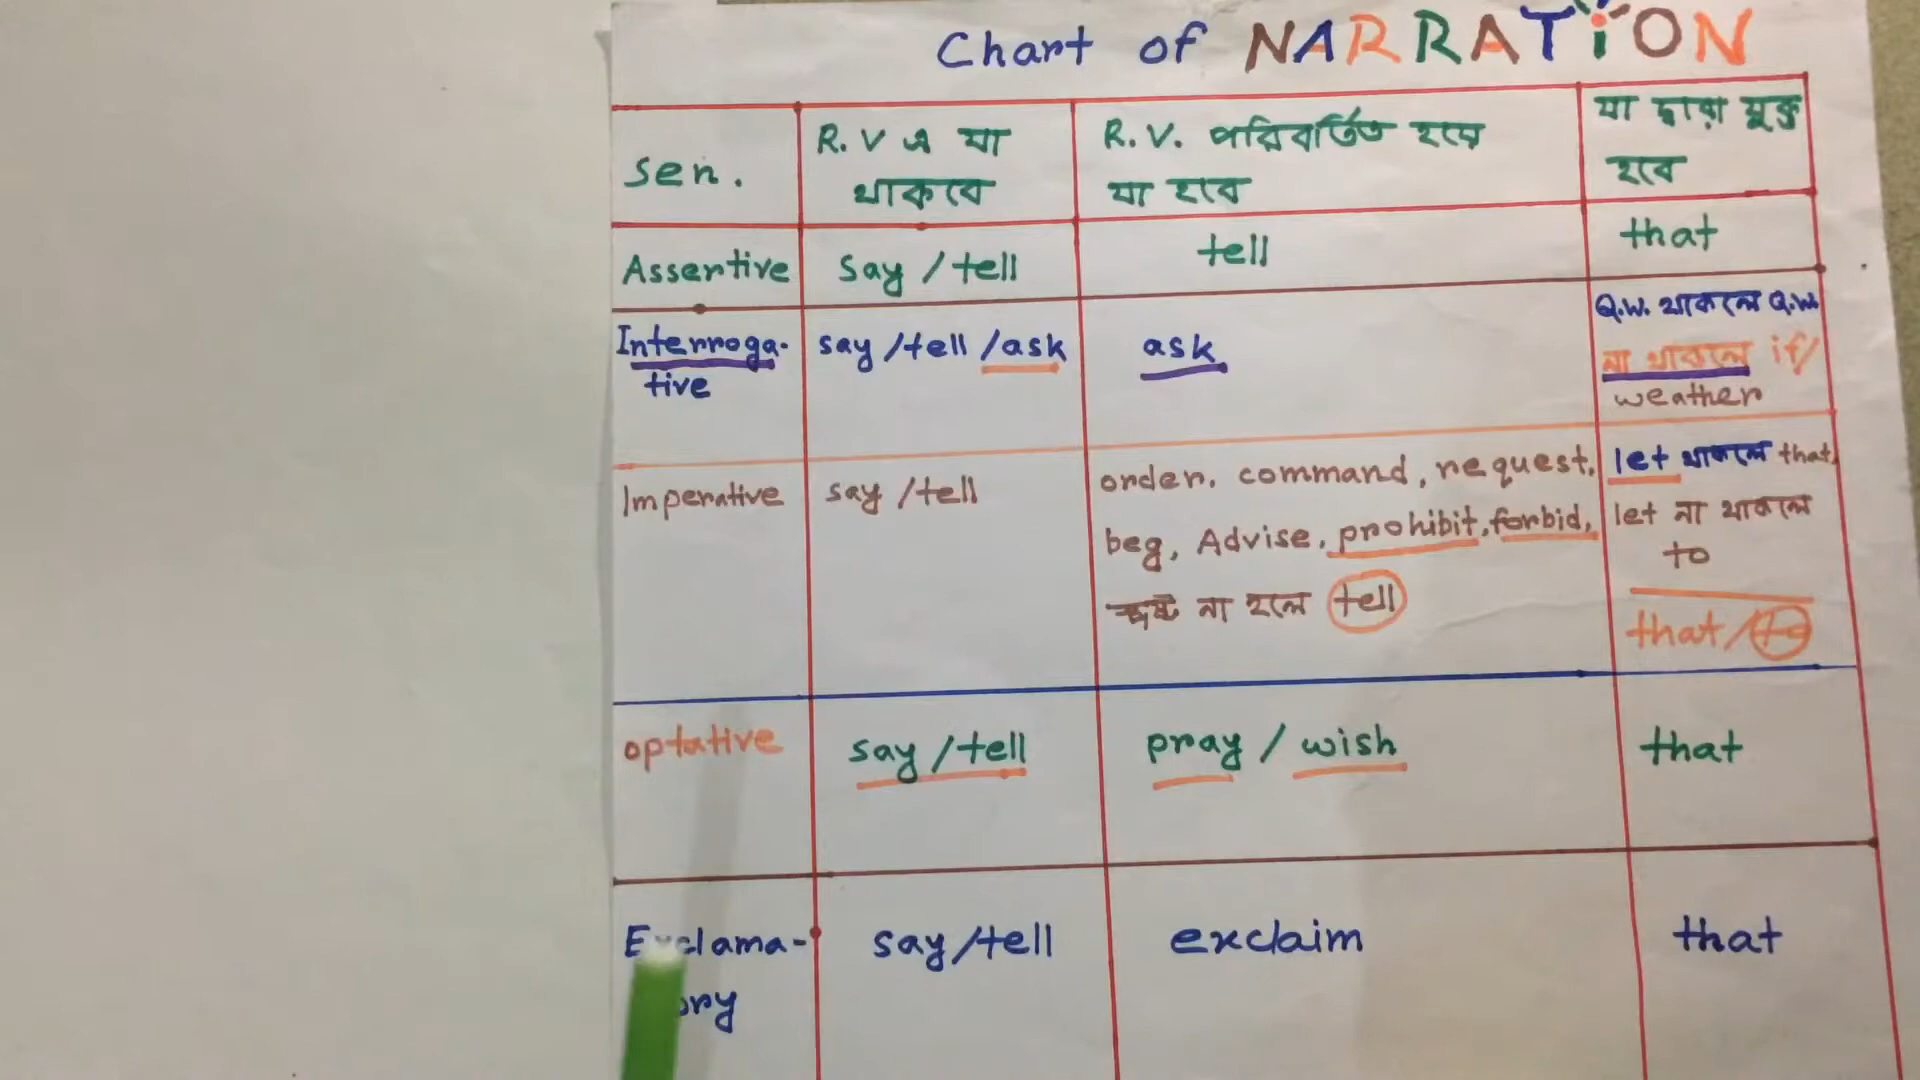 Chart of NARRATiON
sen.
R. V এ যা
থাকবে
R. V. পরিবর্তিত হয়ে
যা হবে
যা দ্বারা যুক্ত
হবে
Assertive
say / tell
tell
that
Interroga-
tive
say /tell /ask
ask
Q.W. থাকলে Q.W.
না থাকলে if/
weather
Imperative
say /tell
order. command, request,
beg, Advise, prohibit, forbid,
না হলে tell
let থাকলে that,
let না থাকলে
to
that / to
optative
say /tell
pray / wish
that
Exclama-
ory
say /tell
exclaim
that